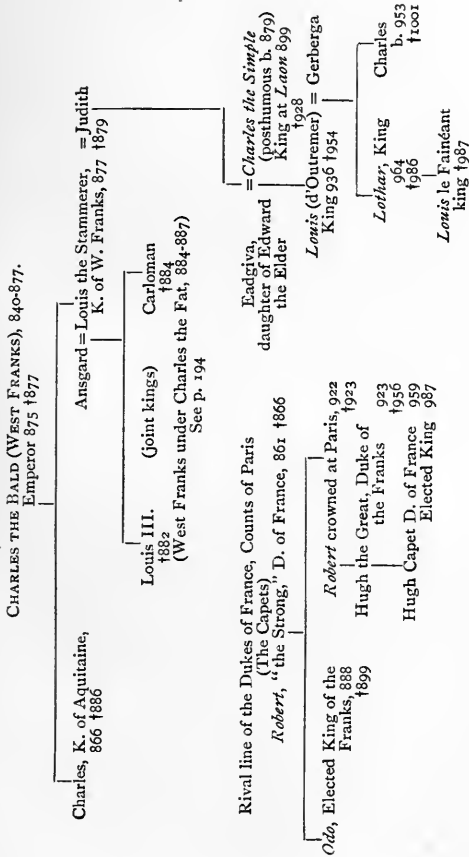 CHARLES THE BALD (WEST FRANKS), 840-877.
Emperor 875 †877
Charles, K. of Aquitaine,
866 †886
Ansgard = Louis the Stammerer, = Judith
K. of W. Franks, 877 †879
Louis III. (joint kings) Carloman
†882 †884
(West Franks under Charles the Fat, 884-887)
See p. 194
Eadgiva, = Charles the Simple
daughter of Edward (posthumous b. 879)
the Elder King at Laon 899
†928
Louis (d'Outremer) = Gerberga
King 936 †954
Lothar, King Charles
964 b. 953
†986 †1001
Louis le Fainéant
king †987
Rival line of the Dukes of France, Counts of Paris
(The Capets)
Robert, "the Strong," D. of France, 861 †866
Odo, Elected King of the
Franks, 888
†899
Robert crowned at Paris, 922
†923
Hugh the Great, Duke of 923
the Franks †956
Hugh Capet D. of France 959
Elected King 987